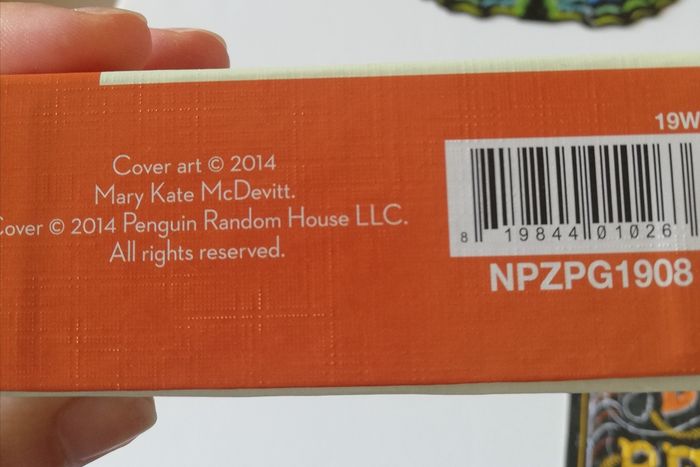 Cover art © 2014
Mary Kate McDevitt.
Cover © 2014 Penguin Random House LLC.
All rights reserved.
19W
8 19844 01026
NPZPG1908